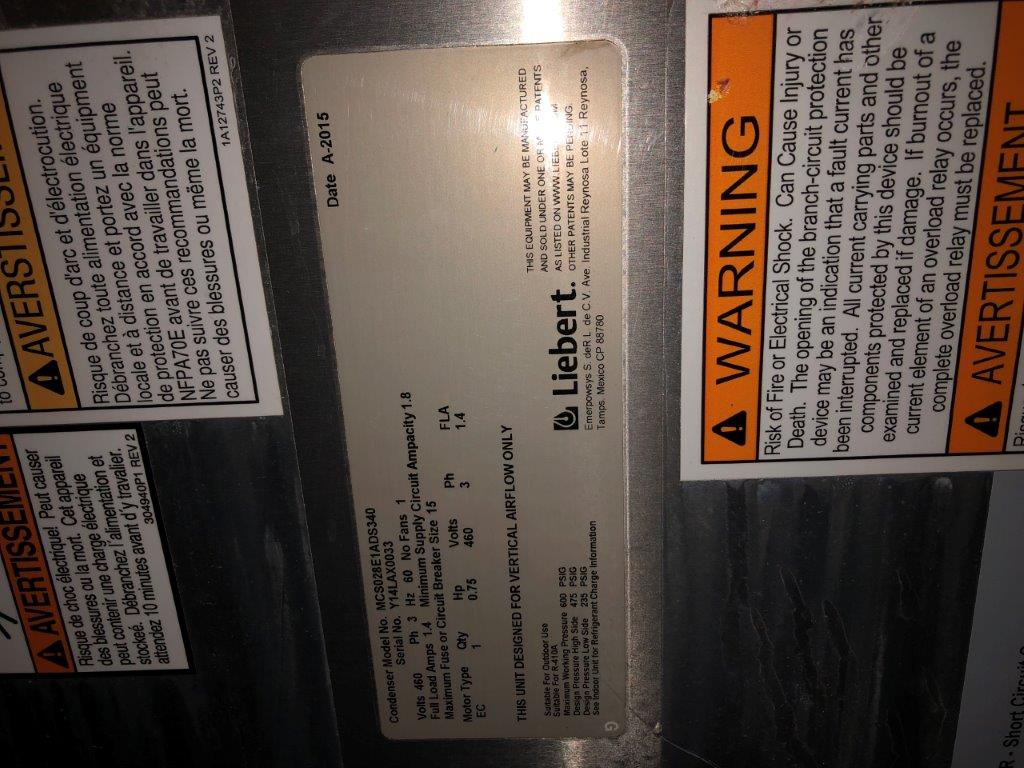 to comp
AVERSTISSEM
Risque de coup d'arc et d'électrocution.
Débranchez toute alimentation électrique
locale et à distance et portez un équipment
de protection en accord avec la norme
NFPA70E avant de travailler dans l'appareil.
Ne pas suivre ces recommandations peut
causer des blessures ou même la mort.
1A12743P2 REV 2
AVERTISSEMENT
Risque de choc électrique! Peut causer
des blessures ou la mort. Cet appareil
peut contenir une charge électrique
stockeé. Débranchez l'alimentation et
attendez 10 minutes avant d'y travalier.
304940P1 REV 2
Date A-2015
Condenser Model No. MCS028E1ADS340
Serial No. Y14LAX0033
Volts 460 Ph 3 Hz 60 No Fans 1
Full Load Amps 1.4 Minimum Supply Circuit Ampacity 1.8
Maximum Fuse or Circuit Breaker Size 15
Motor Type Qty Hp Volts Ph FLA
EC 1 0.75 460 3 1.4
THIS UNIT DESIGNED FOR VERTICAL AIRFLOW ONLY
Suitable For Outdoor Use
Suitable For R-410A
Maximum Working Pressure 600 PSIG
Design Pressure High Side 475 PSIG
Design Pressure Low Side 235 PSIG
See Indoor Unit for Refrigerant Charge Information
G
THIS EQUIPMENT MAY BE MANUFACTURED
AND SOLD UNDER ONE OR PATENTS
AS LISTED ON
OTHER PATENTS MAY BE PENDING.
Liebert.
Emerpowsys S. deR.L. de C.V. Ave. Industrial Reynosa Lote 11 Reynosa,
Tamps. Mexico CP 88780
WARNING
Risk of Fire or Electrical Shock. Can Cause Injury or
Death. The opening of the branch-circuit protection
device may be an indication that a fault current has
been interrupted. All current carrying parts and other
components protected by this device should be
examined and replaced if damage. If burnout of a
current element of an overload relay occurs, the
complete overload relay must be replaced.
AVERTISSEMENT
R - Short Circuit